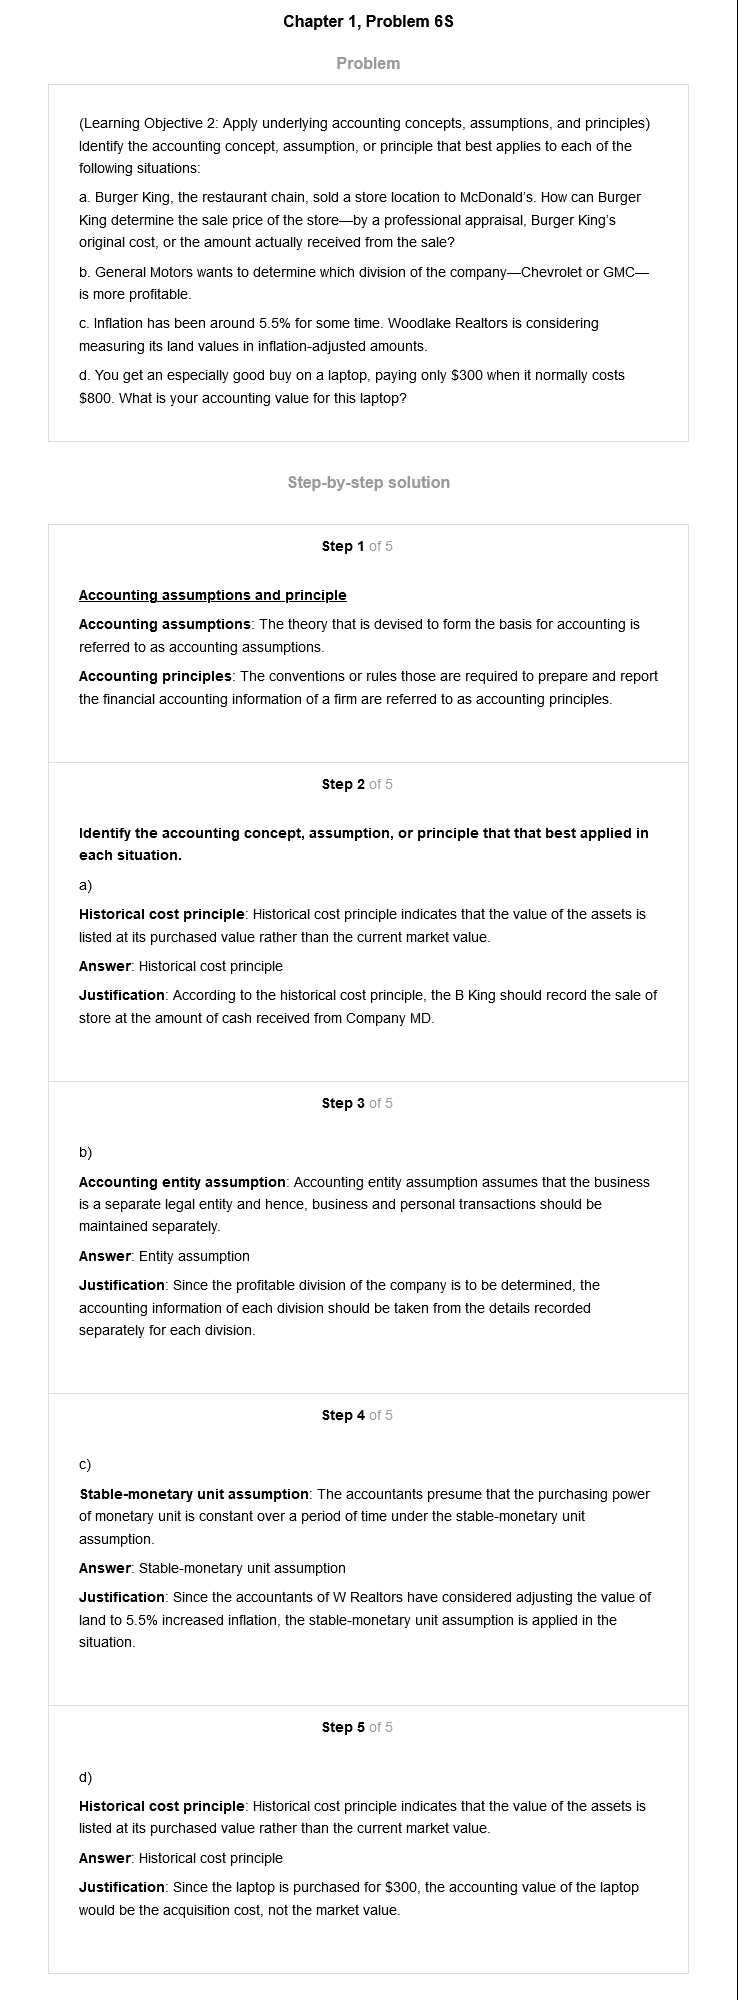 Chapter 1, Problem 6S
Problem
(Learning Objective 2: Apply underlying accounting concepts, assumptions, and principles)
Identify the accounting concept, assumption, or principle that best applies to each of the
following situations:
a. Burger King, the restaurant chain, sold a store location to McDonald's. How can Burger
King determine the sale price of the store—by a professional appraisal, Burger King's
original cost, or the amount actually received from the sale?
b. General Motors wants to determine which division of the company—Chevrolet or GMC—
is more profitable.
c. Inflation has been around 5.5% for some time. Woodlake Realtors is considering
measuring its land values in inflation-adjusted amounts.
d. You get an especially good buy on a laptop, paying only $300 when it normally costs
$800. What is your accounting value for this laptop?
Step-by-step solution
Step 1 of 5
Accounting assumptions and principle
Accounting assumptions: The theory that is devised to form the basis for accounting is
referred to as accounting assumptions.
Accounting principles: The conventions or rules those are required to prepare and report
the financial accounting information of a firm are referred to as accounting principles.
Step 2 of 5
Identify the accounting concept, assumption, or principle that that best applied in
each situation.
a)
Historical cost principle: Historical cost principle indicates that the value of the assets is
listed at its purchased value rather than the current market value.
Answer: Historical cost principle
Justification: According to the historical cost principle, the B King should record the sale of
store at the amount of cash received from Company MD.
Step 3 of 5
b)
Accounting entity assumption: Accounting entity assumption assumes that the business
is a separate legal entity and hence, business and personal transactions should be
maintained separately.
Answer: Entity assumption
Justification: Since the profitable division of the company is to be determined, the
accounting information of each division should be taken from the details recorded
separately for each division.
Step 4 of 5
c)
Stable-monetary unit assumption: The accountants presume that the purchasing power
of monetary unit is constant over a period of time under the stable-monetary unit
assumption.
Answer: Stable-monetary unit assumption
Justification: Since the accountants of W Realtors have considered adjusting the value of
land to 5.5% increased inflation, the stable-monetary unit assumption is applied in the
situation.
Step 5 of 5
d)
Historical cost principle: Historical cost principle indicates that the value of the assets is
listed at its purchased value rather than the current market value.
Answer: Historical cost principle
Justification: Since the laptop is purchased for $300, the accounting value of the laptop
would be the acquisition cost, not the market value.